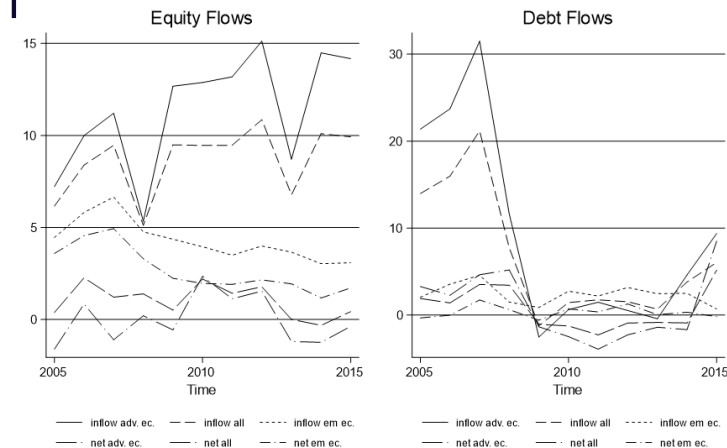 Equity Flows
15
10
5
0
2005
2010
2015
Time
inflow adv. ec.
inflow all
inflow em ec.
net adv. ec.
net all
net em ec.
Debt Flows
30
20
10
0
2005
2010
2015
Time
inflow adv. ec.
inflow all
inflow em ec.
net adv. ec.
net all
net em ec.